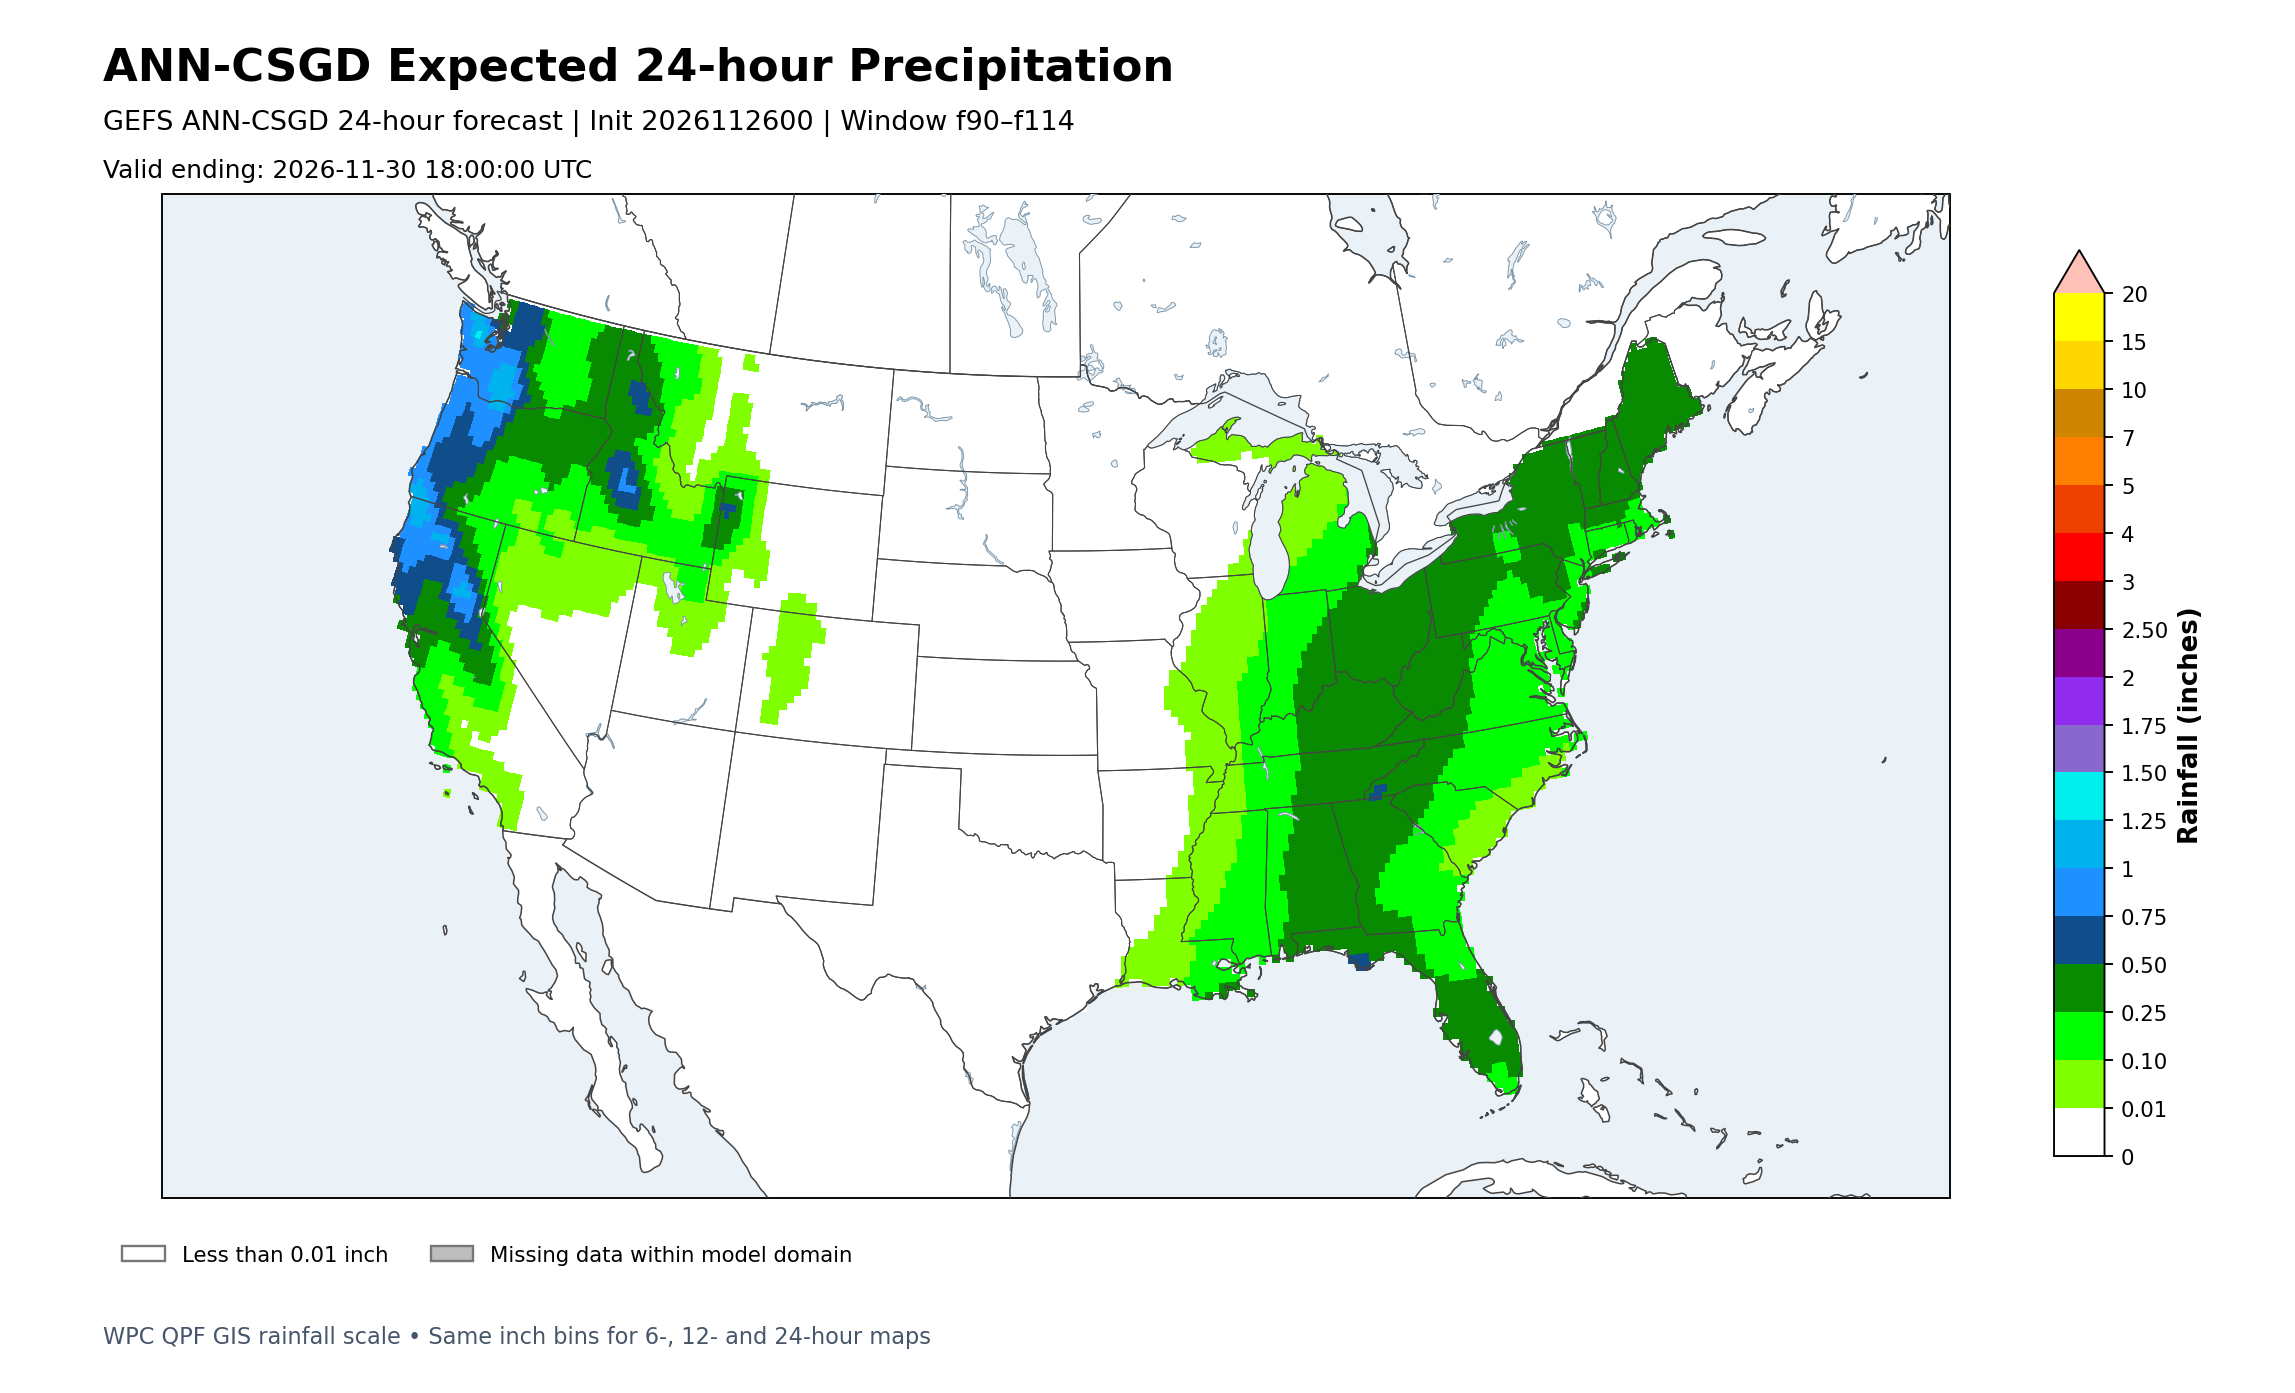 ANN-CSGD Expected 24-hour Precipitation
GEFS ANN-CSGD 24-hour forecast | Init 2026112600 | Window f90–f114
Valid ending: 2026-11-30 18:00:00 UTC
20
15
10
7
5
4
3
2.50
2
1.75
1.50
1.25
1
0.75
0.50
0.25
0.10
0.01
0
Rainfall (inches)
Less than 0.01 inch
Missing data within model domain
WPC QPF GIS rainfall scale • Same inch bins for 6-, 12- and 24-hour maps